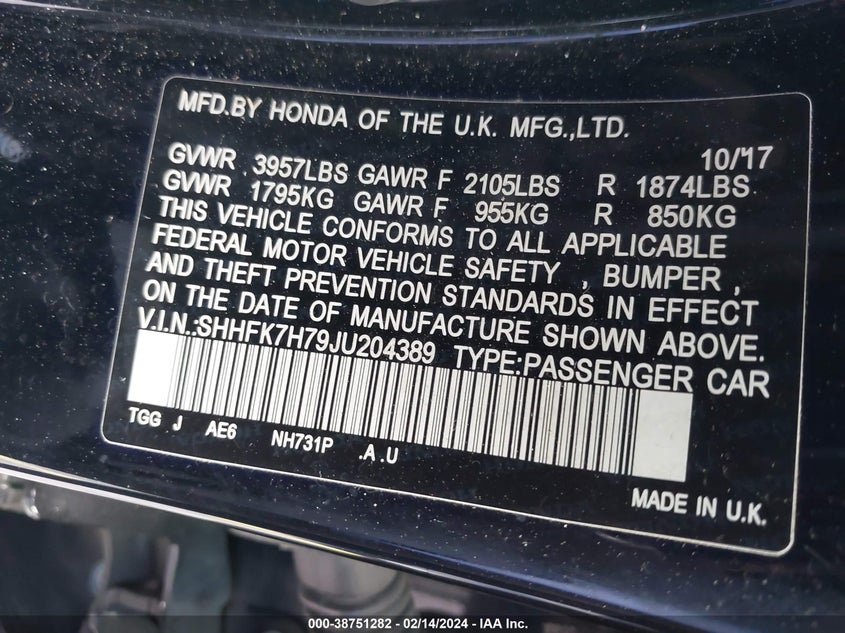 MFD.BY HONDA OF THE U.K. MFG.,LTD.
10/17
GVWR 3957LBS GAWR F 2105LBS R 1874LBS
GVWR 1795KG GAWR F 955KG R 850KG
THIS VEHICLE CONFORMS TO ALL APPLICABLE
FEDERAL MOTOR VEHICLE SAFETY , BUMPER ,
AND THEFT PREVENTION STANDARDS IN EFFECT
ON THE DATE OF MANUFACTURE SHOWN ABOVE.
V.I.N.:SHHFK7H79JU204389 TYPE:PASSENGER CAR
TGG J AE6 NH731P .A .U
MADE IN U.K.
000-38751282 - 02/14/2024 - IAA Inc.